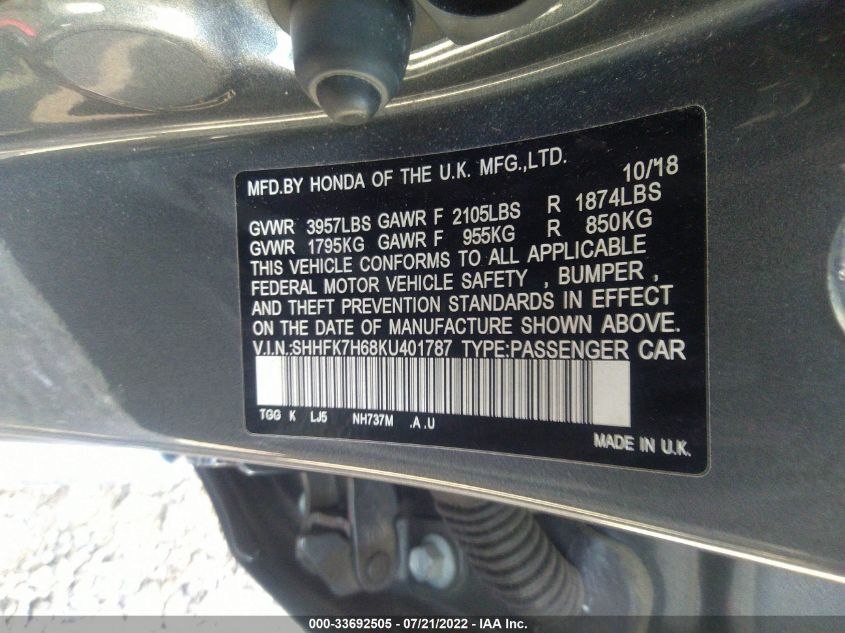 MFD.BY HONDA OF THE U.K. MFG.,LTD. 10/'18
GVWR 3957LBS GAWR F 2105LBS R 1874LBS
GVWR 1795KG GAWR F 955KG R 850KG
THIS VEHICLE CONFORMS TO ALL APPLICABLE
FEDERAL MOTOR VEHICLE SAFETY , BUMPER ,
AND THEFT PREVENTION STANDARDS IN EFFECT
ON THE DATE OF MANUFACTURE SHOWN ABOVE.
V.I.N.:SHHFK7H68KU401787 TYPE:PASSENGER CAR
TGG K LJ5 NH737M .A .U
MADE IN U.K.
000-33692505 - 07/21/2022 - IAA Inc.